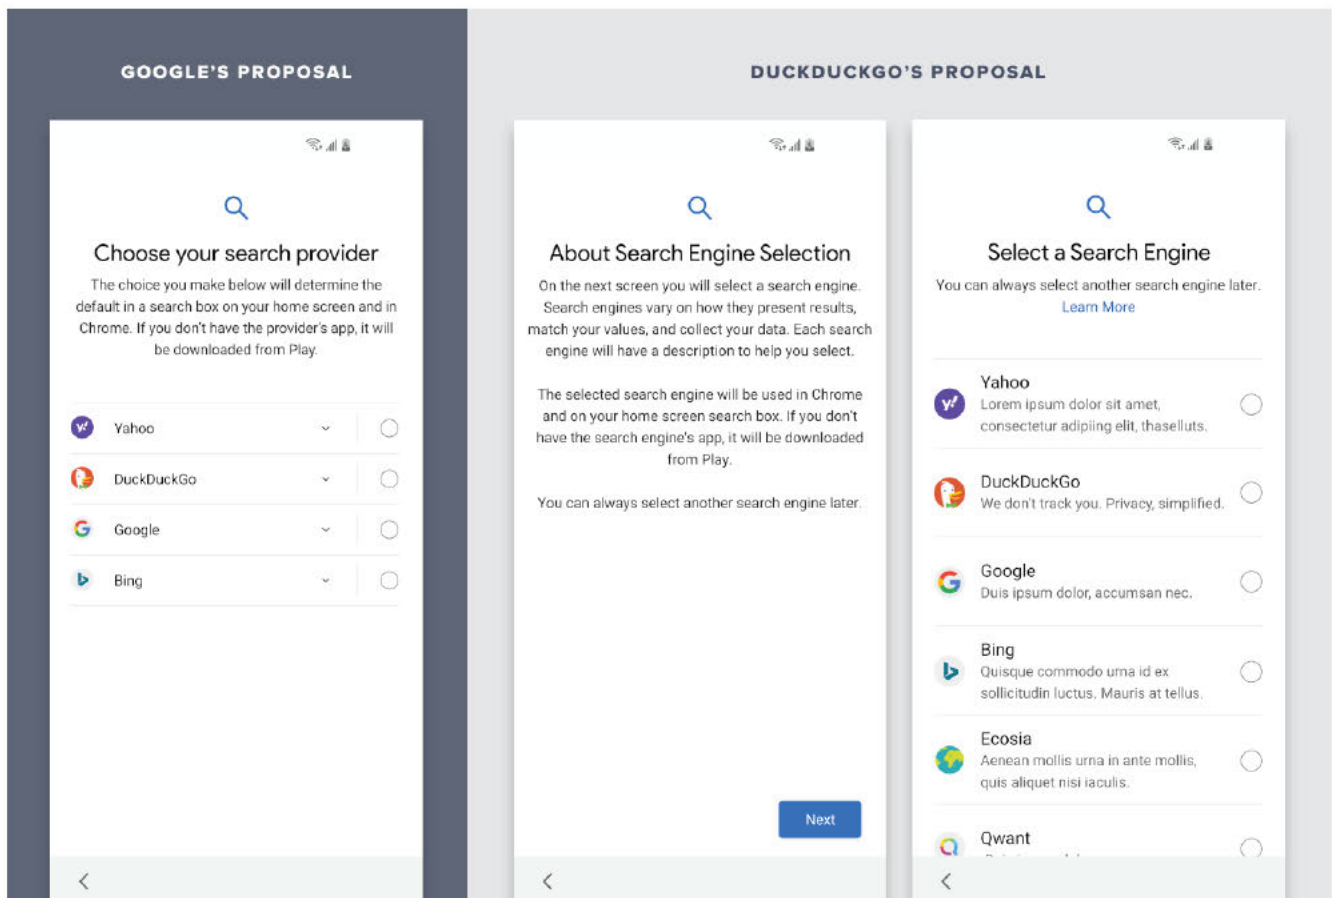 GOOGLE'S PROPOSAL
Choose your search provider
The choice you make below will determine the
default in a search box on your home screen and in
Chrome. If you don't have the provider's app, it will
be downloaded from Play.
Yahoo
DuckDuckGo
Google
Bing
DUCKDUCKGO'S PROPOSAL
About Search Engine Selection
On the next screen you will select a search engine.
Search engines vary on how they present results,
match your values, and collect your data. Each search
engine will have a description to help you select.
The selected search engine will be used in Chrome
and on your home screen search box. If you don't
have the search engine's app, it will be downloaded
from Play.
You can always select another search engine later.
Next
Select a Search Engine
You can always select another search engine later.
Learn More
Yahoo
Lorem ipsum dolor sit amet,
consectetur adipiing elit, thaselluts.
DuckDuckGo
We don't track you. Privacy, simplified.
Google
Duis ipsum dolor, accumsan nec.
Bing
Quisque commodo urna id ex
sollicitudin luctus. Mauris at tellus.
Ecosia
Aenean mollis urna in ante mollis,
quis aliquet nisi iaculis.
Qwant